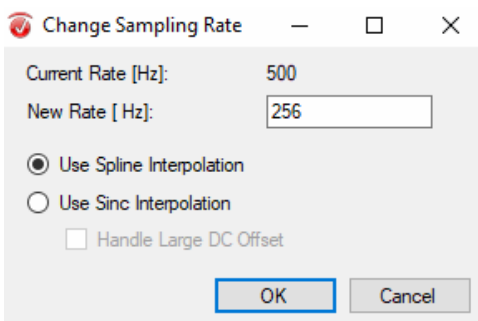 Change Sampling Rate
Current Rate [Hz]: 500
New Rate [ Hz]: 256
Use Spline Interpolation
Use Sinc Interpolation
Handle Large DC Offset
OK Cancel